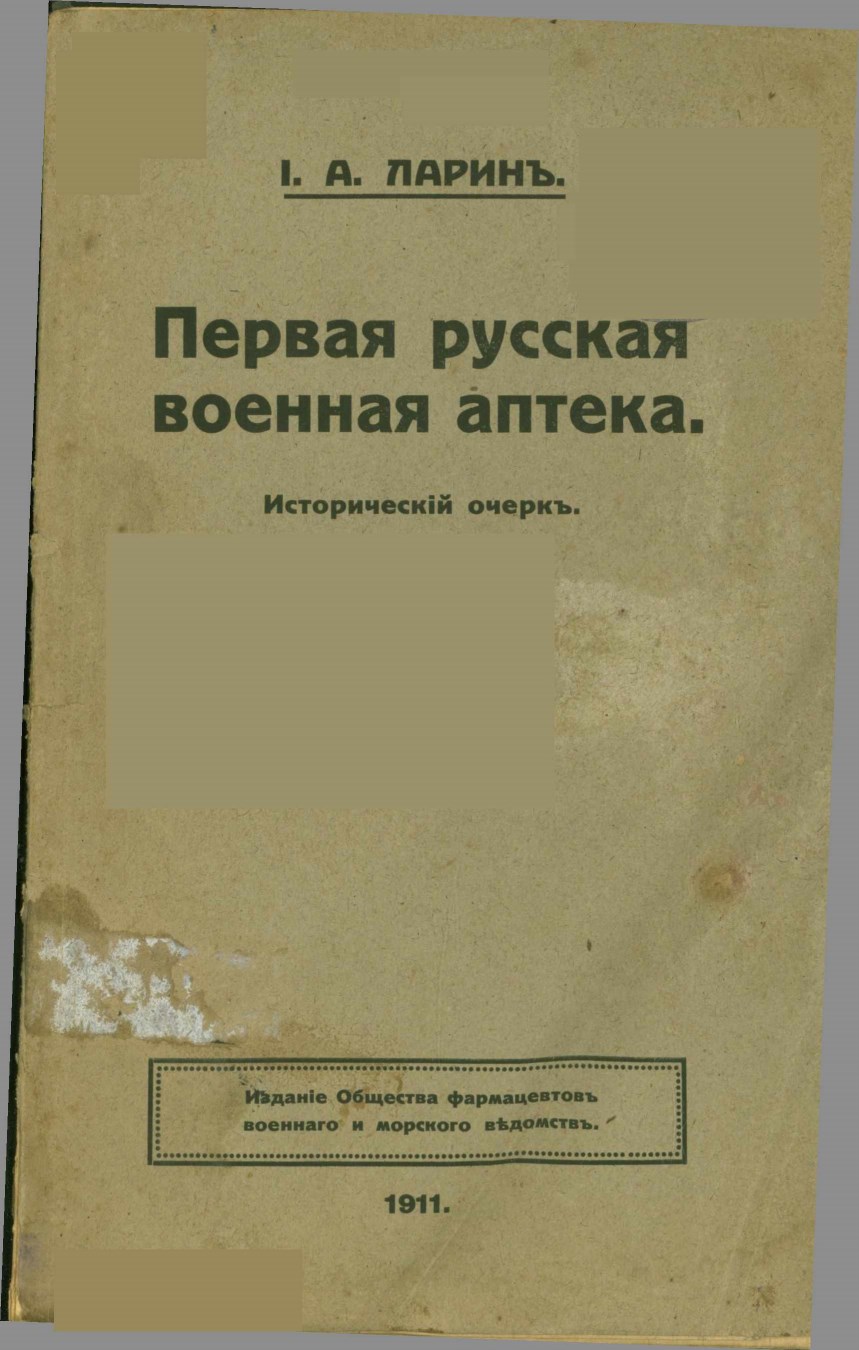 І. А. ЛАРИНЪ.
Первая русская
военная аптека.
Историческій очеркъ.
Изданіе Общества фармацевтовъ
военнаго и морского вѣдомствъ.
1911.